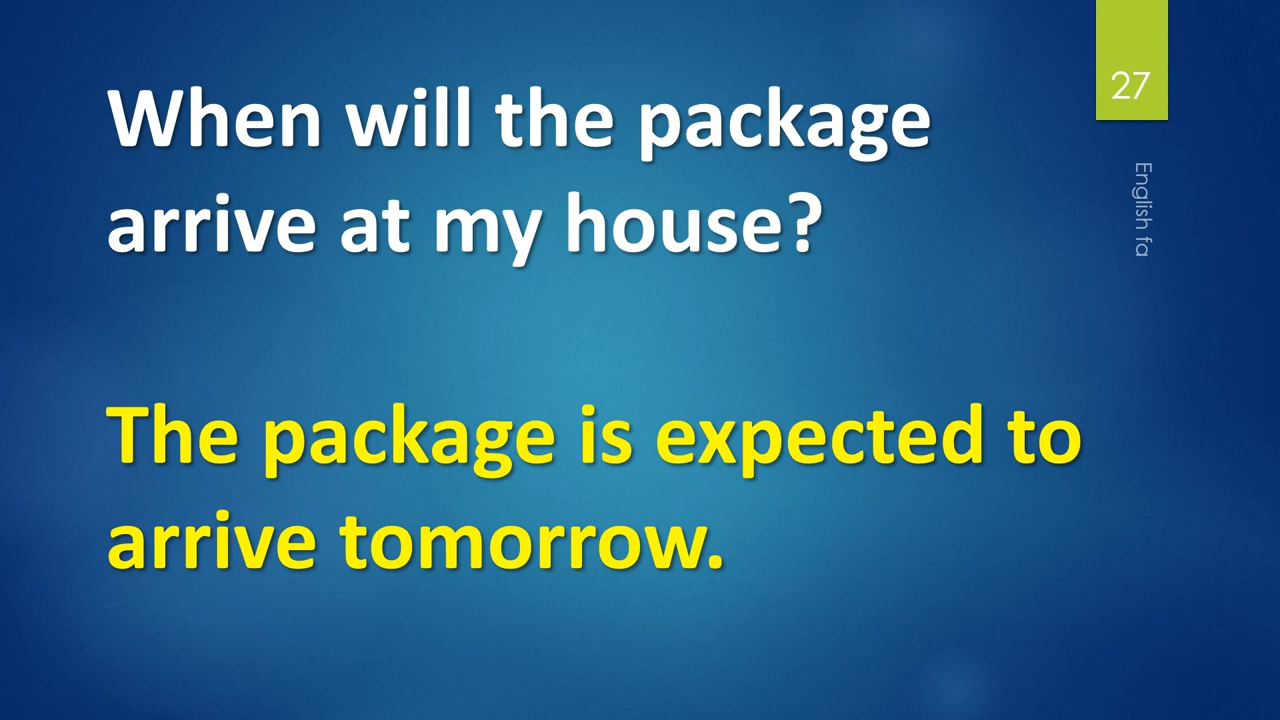 When will the package
arrive at my house?
The package is expected to
arrive tomorrow.
27
English fa